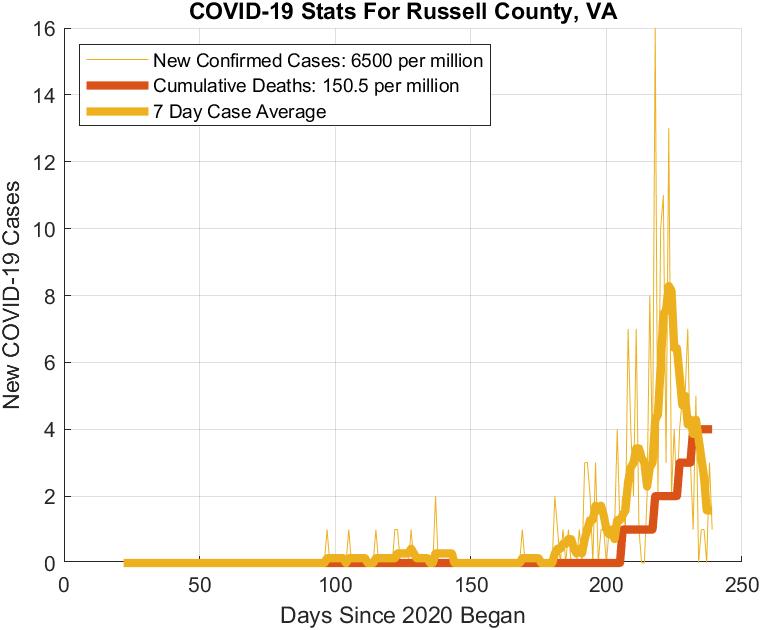 COVID-19 Stats For Russell County, VA
16
14
12
10
8
6
4
2
0
New COVID-19 Cases
New Confirmed Cases: 6500 per million
Cumulative Deaths: 150.5 per million
7 Day Case Average
0 50 100 150 200 250
Days Since 2020 Began